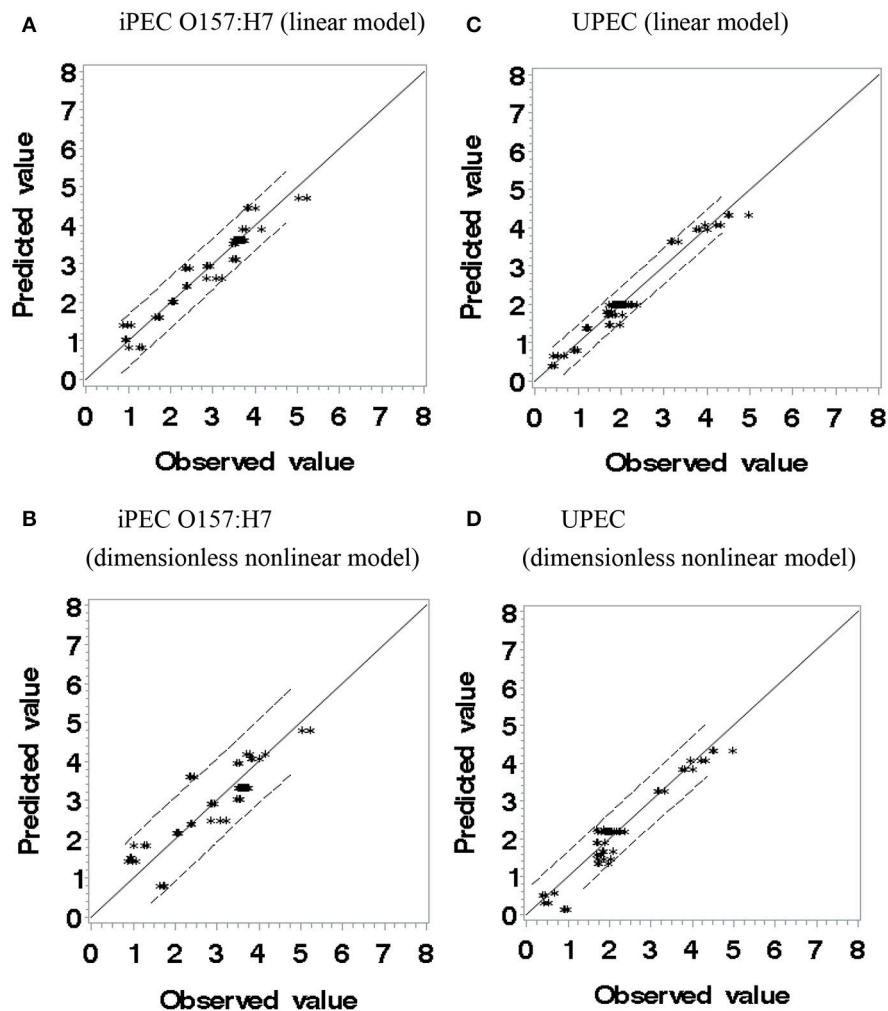 A iPEC O157:H7 (linear model)
8
7
6
5
4
3
2
1
0
Predicted value
0 1 2 3 4 5 6 7 8
Observed value
C UPEC (linear model)
8
7
6
5
4
3
2
1
0
Predicted value
0 1 2 3 4 5 6 7 8
Observed value
B iPEC O157:H7
(dimensionless nonlinear model)
8
7
6
5
4
3
2
1
0
Predicted value
0 1 2 3 4 5 6 7 8
Observed value
D UPEC
(dimensionless nonlinear model)
8
7
6
5
4
3
2
1
0
Predicted value
0 1 2 3 4 5 6 7 8
Observed value